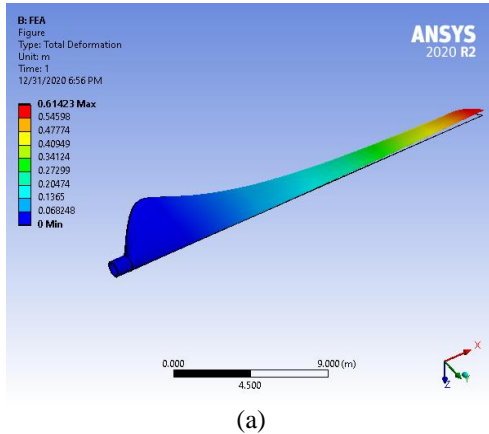 B: FEA
Figure
Type: Total Deformation
Unit: m
Time: 1
12/31/2020 6:56 PM
ANSYS
2020 R2
0.61423 Max
0.54598
0.47774
0.40949
0.34124
0.27299
0.20474
0.1365
0.068248
0 Min
0.000 9.000 (m)
4.500
X
Y
Z
(a)